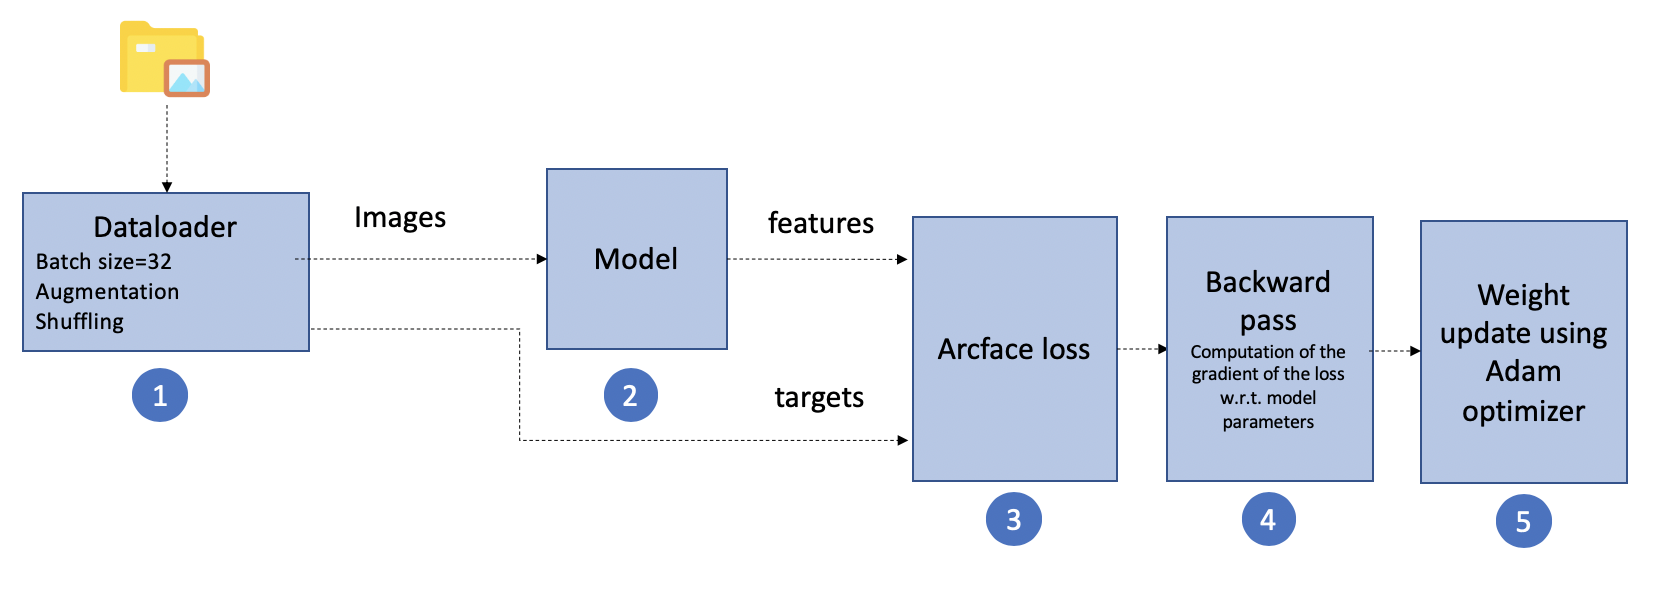 Dataloader
Batch size=32
Augmentation
Shuffling
1
Images
Model
2
features
targets
Arcface loss
3
Backward
pass
Computation of the
gradient of the loss
w.r.t. model
parameters
4
Weight
update using
Adam
optimizer
5